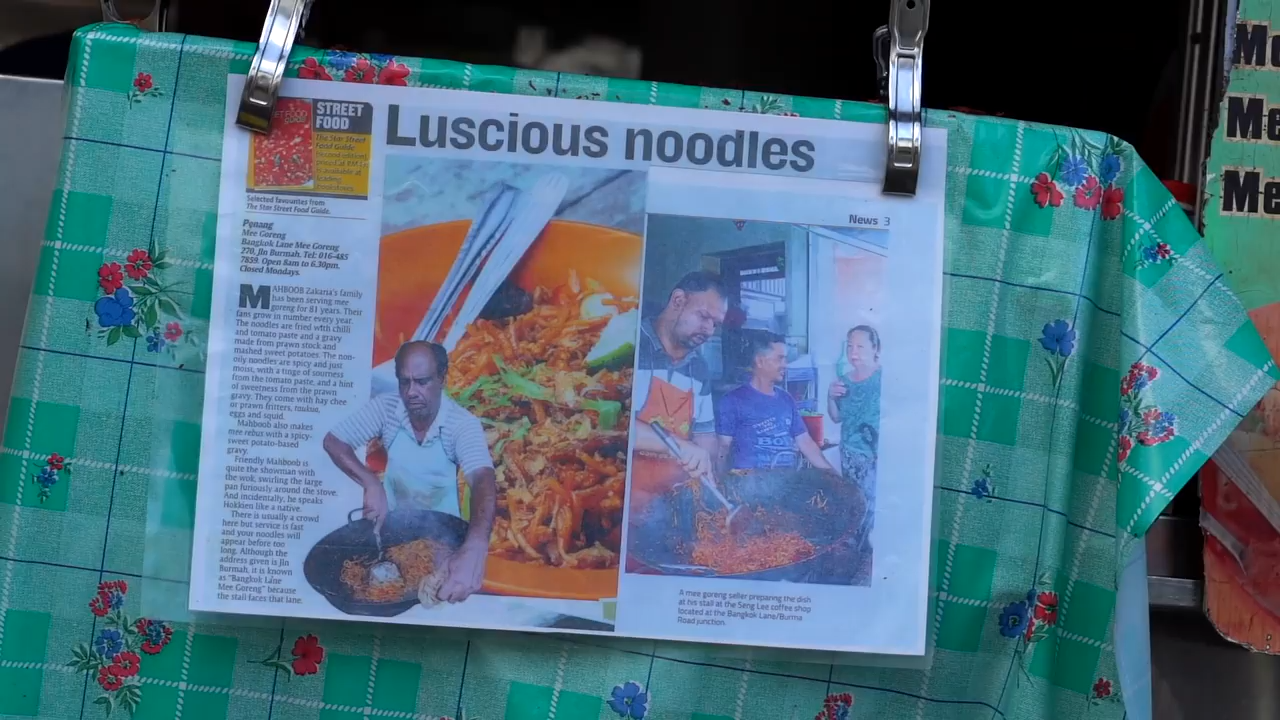 STREET
FOOD
The Star Street
Food Guide
is available at
leading
Selected favourites from
The Star Street Food Guide.
Luscious noodles
Penang
Mee Goreng
Bangkok Lane Mee Goreng
270, Jln Burmah. Tel: 016-485
7859. Open 8am to 6.30pm.
Closed Mondays.
MAHBOOB Zakaria's family
has been serving mee
goreng for 81 years. Their
fans grow in number every year.
The noodles are fried with chilli
and tomato paste and a gravy
made from prawn stock and
mashed sweet potatoes. The non-
oily noodles are spicy and just
moist, with a tinge of sourness
from the tomato paste, and a hint
of sweetness from the prawn
gravy. They come with hay chee
or prawn fritters, taukua,
eggs and squid.
Mahboob also makes
mee rebus with a spicy-
sweet potato-based
gravy.
Friendly Mahboob is
quite the showman with
the wok, swirling the large
pan furiously around the stove.
And incidentally, he speaks
Hokkien like a native.
There is usually a crowd
here but service is fast
and your noodles will
appear before too
long. Although the
address given is Jln
Burmah, it is known
as "Bangkok Lane
Mee Goreng" because
the stall faces that lane.
News 3
A mee goreng seller preparing the dish
at his stall at the Seng Lee coffee shop
located at the Bangkok Lane/Burma
Road junction.
Me
Me